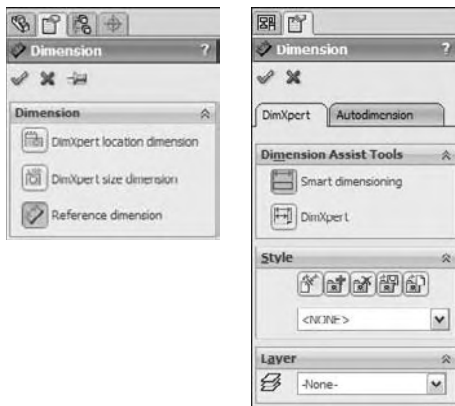 Dimension ?
Dimension
DimXpert location dimension
DimXpert size dimension
Reference dimension
Dimension ?
DimXpert Autodimension
Dimension Assist Tools
Smart dimensioning
DimXpert
Style
<NONE>
Layer
-None-